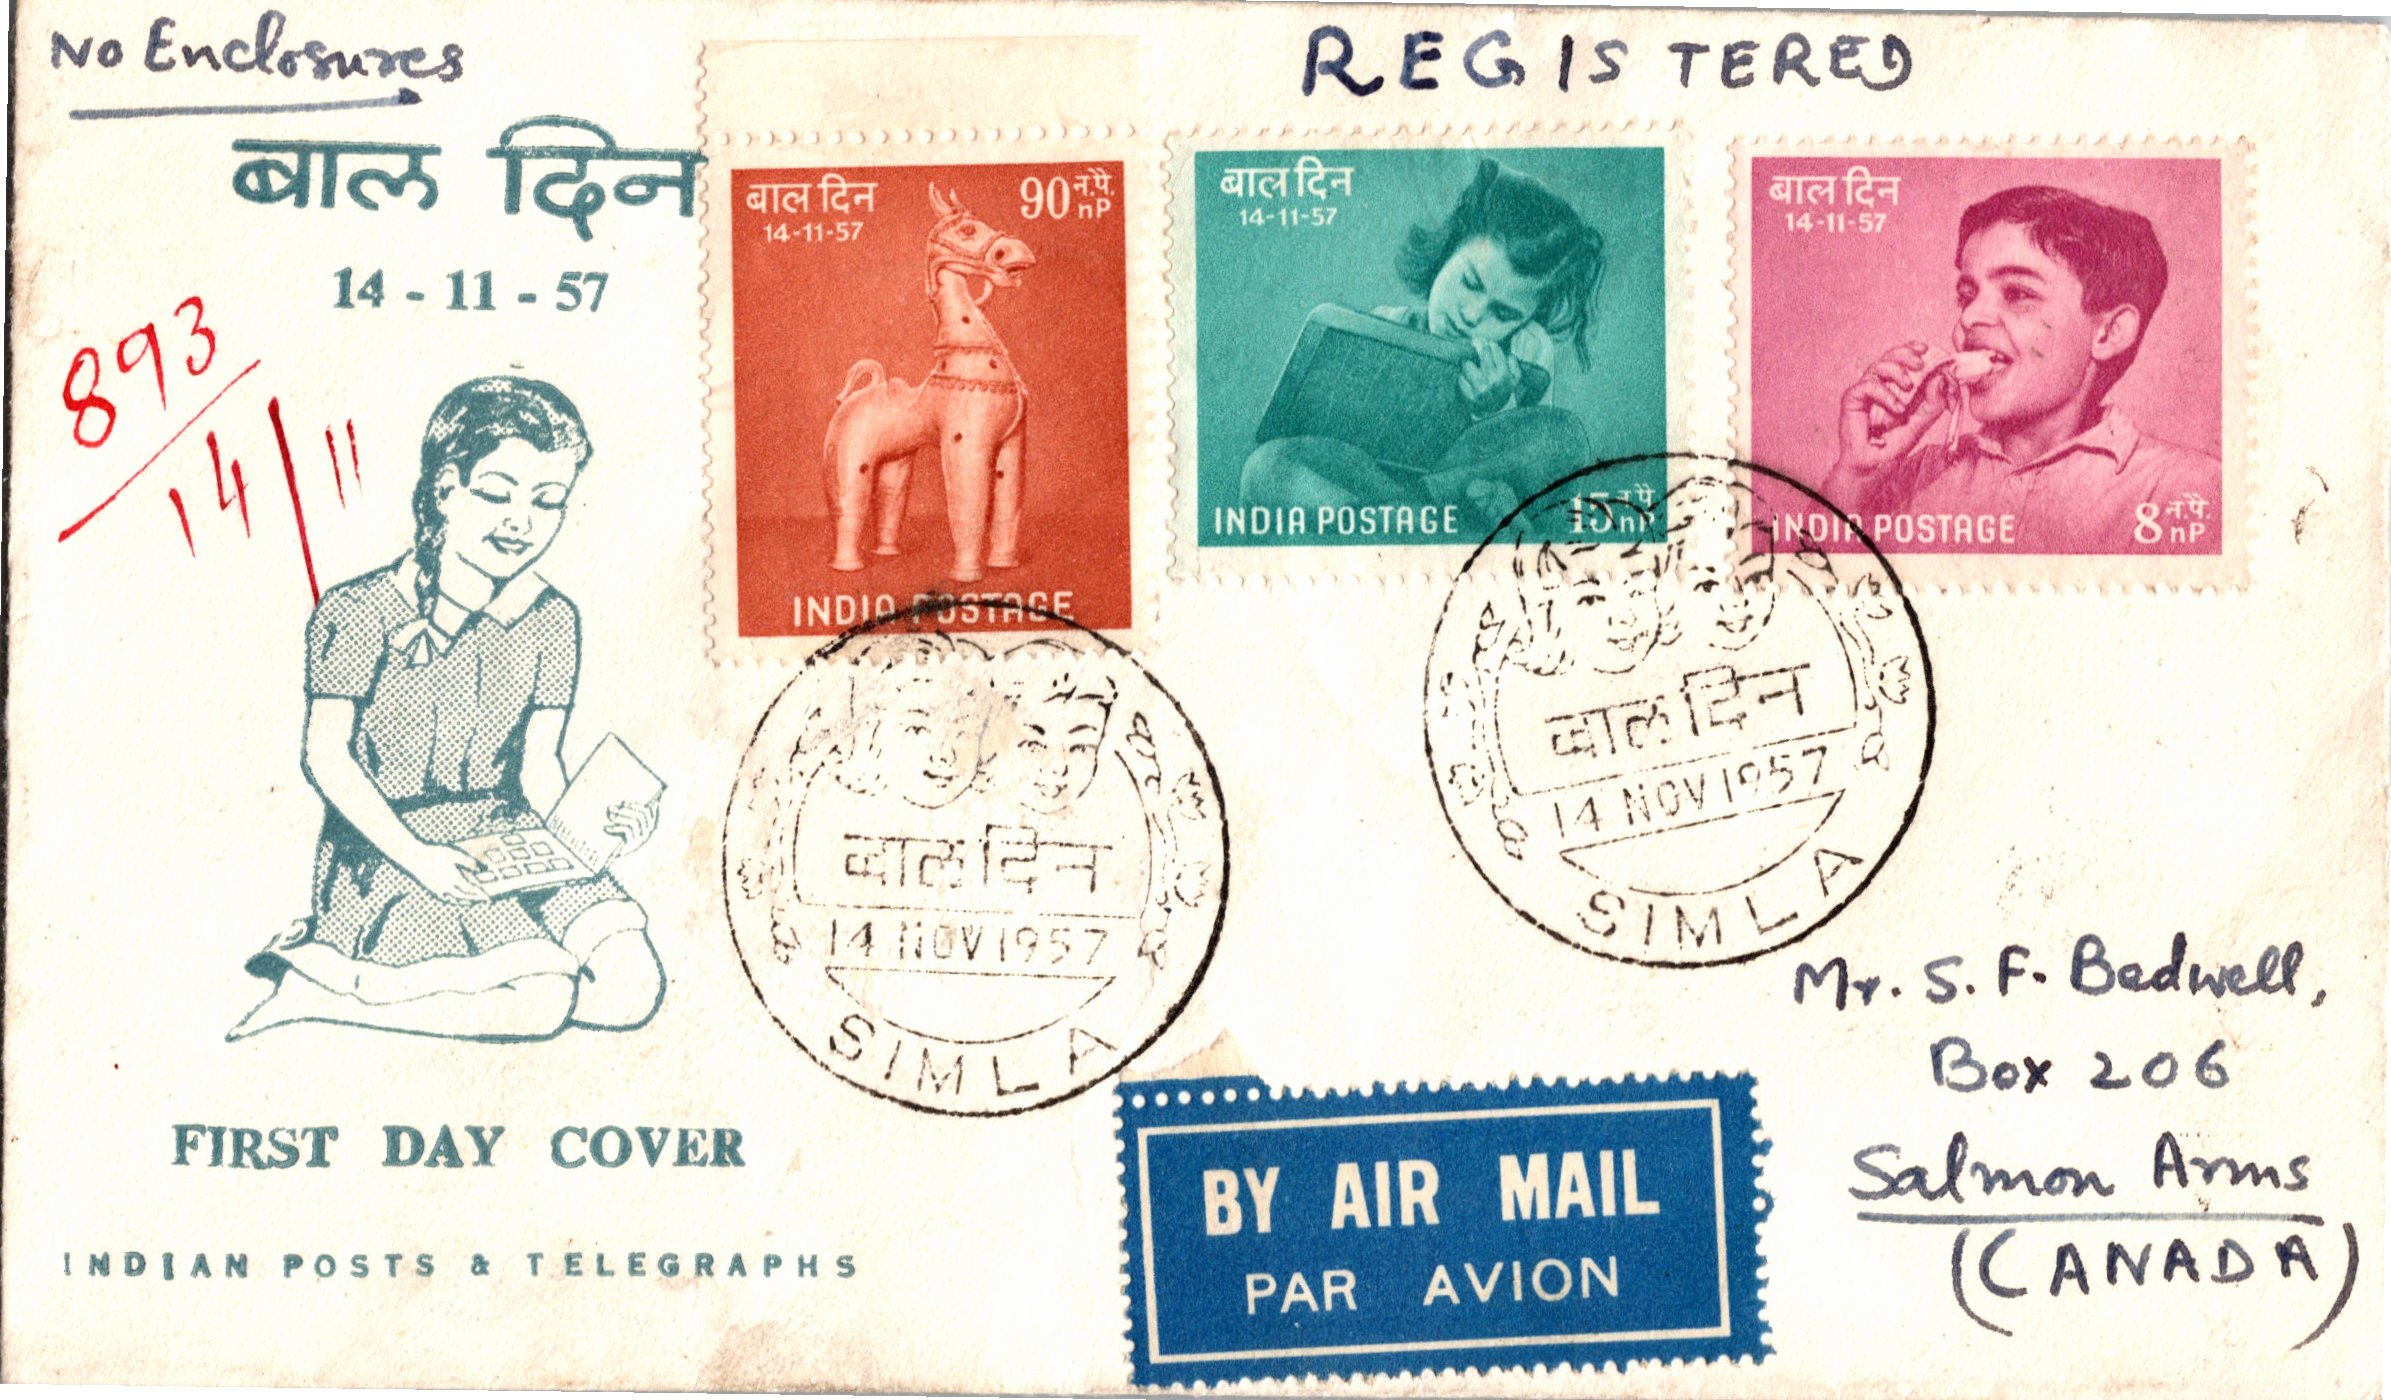 No Enclosures
REGISTERED
बाल दिन
14 - 11 - 57
893
14/11
बाल दिन
14-11-57
90 न.पै.
nP
INDIA POSTAGE
बाल दिन
14-11-57
INDIA POSTAGE
15 न.पै.
nP
बाल दिन
14-11-57
INDIA POSTAGE
8 न.पै.
nP
बाल दिन
14 NOV 1957
SIMLA
बाल दिन
14 NOV 1957
SIMLA
FIRST DAY COVER
INDIAN POSTS & TELEGRAPHS
BY AIR MAIL
PAR AVION
Mr. S. F. Bedwell,
Box 206
Salmon Arms
(CANADA)